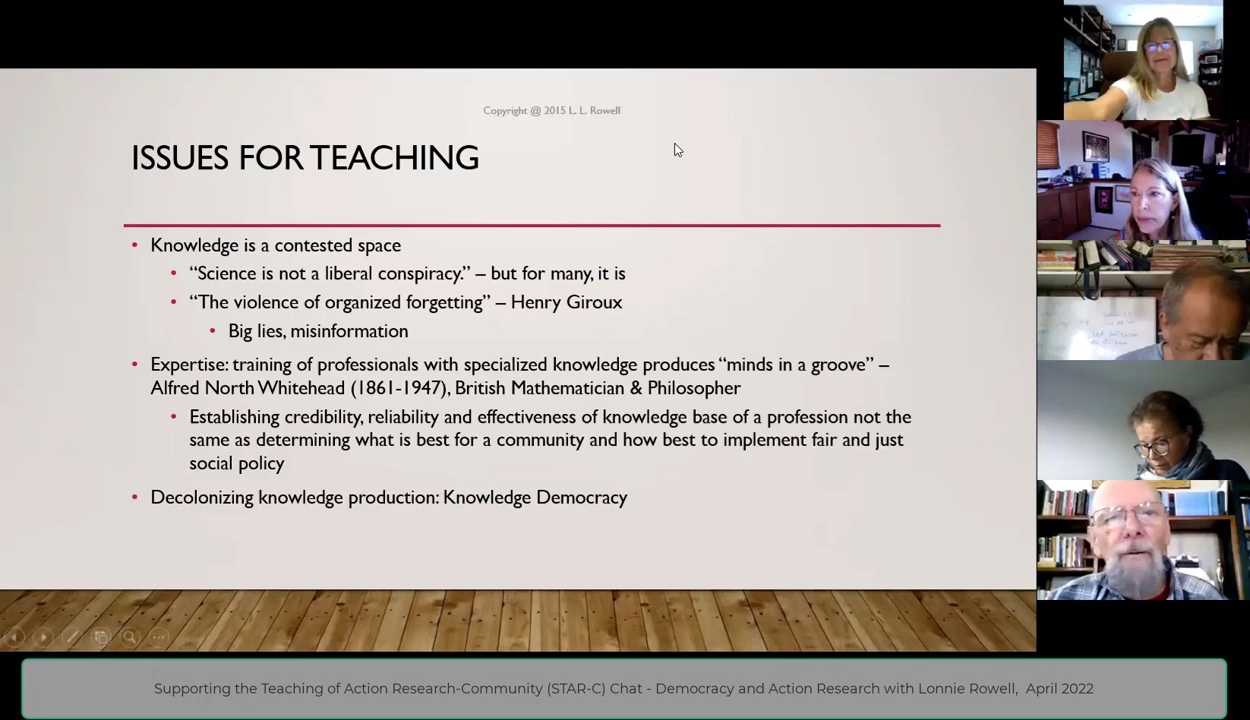 Copyright @ 2015 L. L. Rowell
ISSUES FOR TEACHING
• Knowledge is a contested space
• “Science is not a liberal conspiracy.” – but for many, it is
• “The violence of organized forgetting” – Henry Giroux
• Big lies, misinformation
• Expertise: training of professionals with specialized knowledge produces “minds in a groove” –
Alfred North Whitehead (1861-1947), British Mathematician & Philosopher
• Establishing credibility, reliability and effectiveness of knowledge base of a profession not the
same as determining what is best for a community and how best to implement fair and just
social policy
• Decolonizing knowledge production: Knowledge Democracy
Supporting the Teaching of Action Research-Community (STAR-C) Chat - Democracy and Action Research with Lonnie Rowell, April 2022